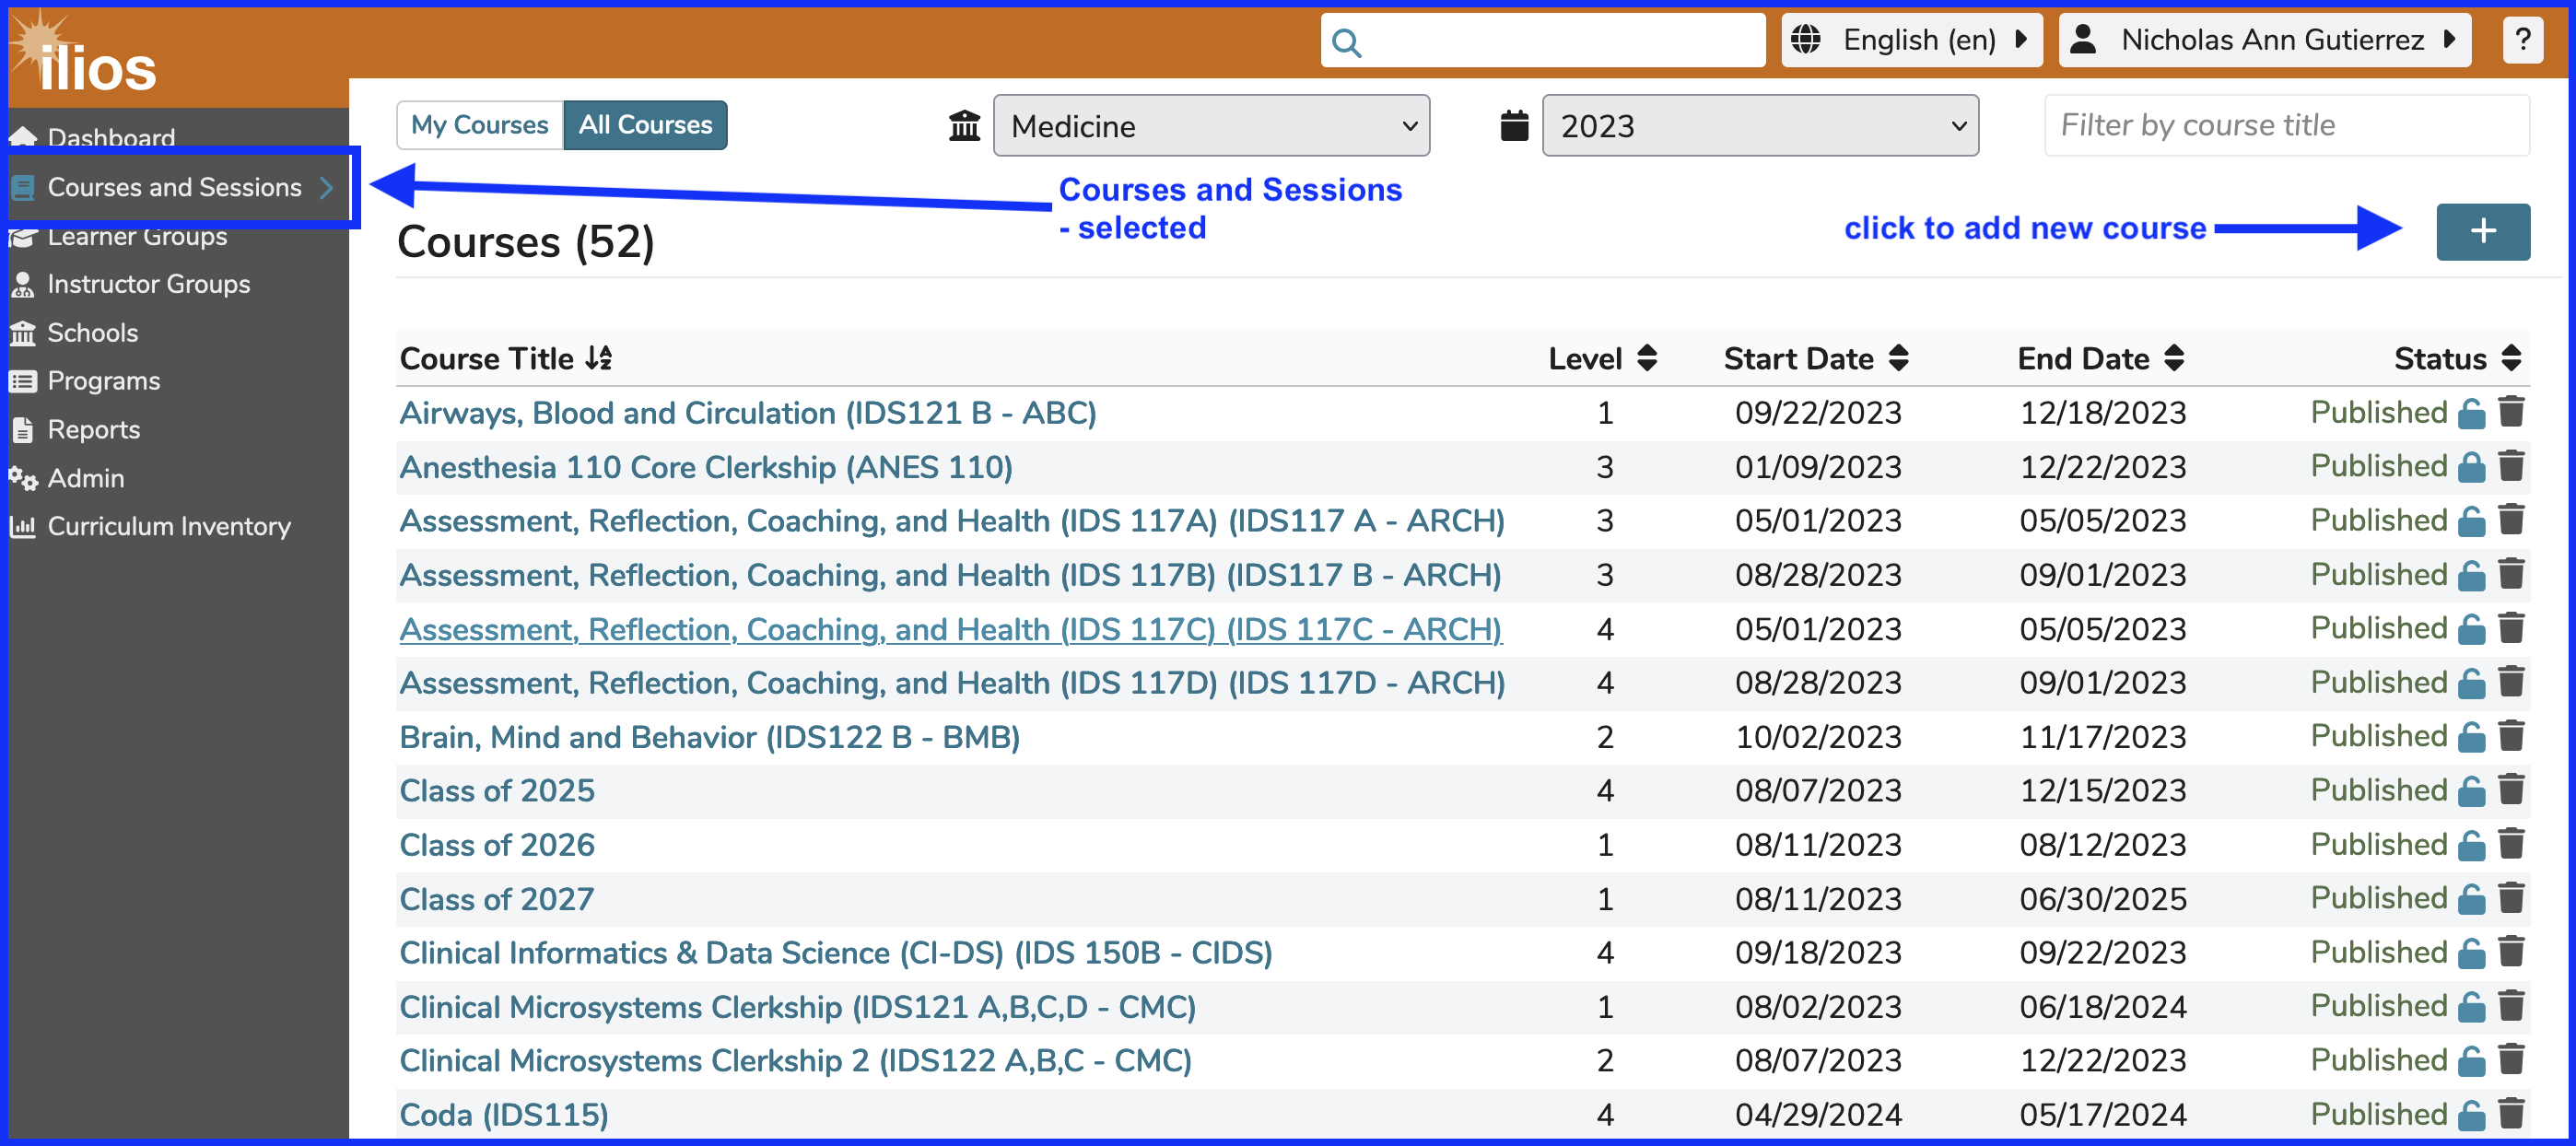 ilios
English (en)
Nicholas Ann Gutierrez
?
Dashboard
Courses and Sessions
Learner Groups
Instructor Groups
Schools
Programs
Reports
Admin
Curriculum Inventory
My Courses
All Courses
Medicine
2023
Filter by course title
Courses and Sessions
- selected
click to add new course
+
Courses (52)
Course Title Level Start Date End Date Status
Airways, Blood and Circulation (IDS121 B - ABC) 1 09/22/2023 12/18/2023 Published
Anesthesia 110 Core Clerkship (ANES 110) 3 01/09/2023 12/22/2023 Published
Assessment, Reflection, Coaching, and Health (IDS 117A) (IDS117 A - ARCH) 3 05/01/2023 05/05/2023 Published
Assessment, Reflection, Coaching, and Health (IDS 117B) (IDS117 B - ARCH) 3 08/28/2023 09/01/2023 Published
Assessment, Reflection, Coaching, and Health (IDS 117C) (IDS 117C - ARCH) 4 05/01/2023 05/05/2023 Published
Assessment, Reflection, Coaching, and Health (IDS 117D) (IDS 117D - ARCH) 4 08/28/2023 09/01/2023 Published
Brain, Mind and Behavior (IDS122 B - BMB) 2 10/02/2023 11/17/2023 Published
Class of 2025 4 08/07/2023 12/15/2023 Published
Class of 2026 1 08/11/2023 08/12/2023 Published
Class of 2027 1 08/11/2023 06/30/2025 Published
Clinical Informatics & Data Science (CI-DS) (IDS 150B - CIDS) 4 09/18/2023 09/22/2023 Published
Clinical Microsystems Clerkship (IDS121 A,B,C,D - CMC) 1 08/02/2023 06/18/2024 Published
Clinical Microsystems Clerkship 2 (IDS122 A,B,C - CMC) 2 08/07/2023 12/22/2023 Published
Coda (IDS115) 4 04/29/2024 05/17/2024 Published